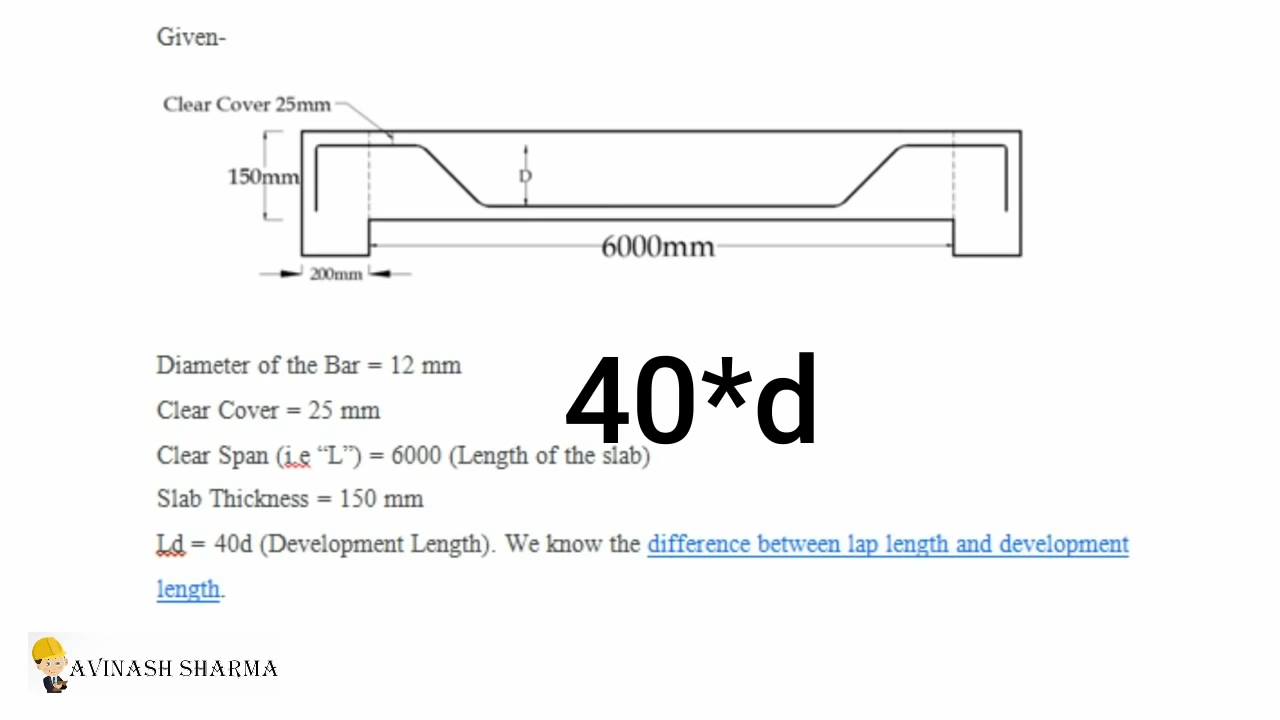 Given-
Clear Cover 25mm
150mm
D
6000mm
200mm
Diameter of the Bar = 12 mm
40*d
Clear Cover = 25 mm
Clear Span (i.e “L”) = 6000 (Length of the slab)
Slab Thickness = 150 mm
Ld = 40d (Development Length). We know the difference between lap length and development
length.
AVINASH SHARMA